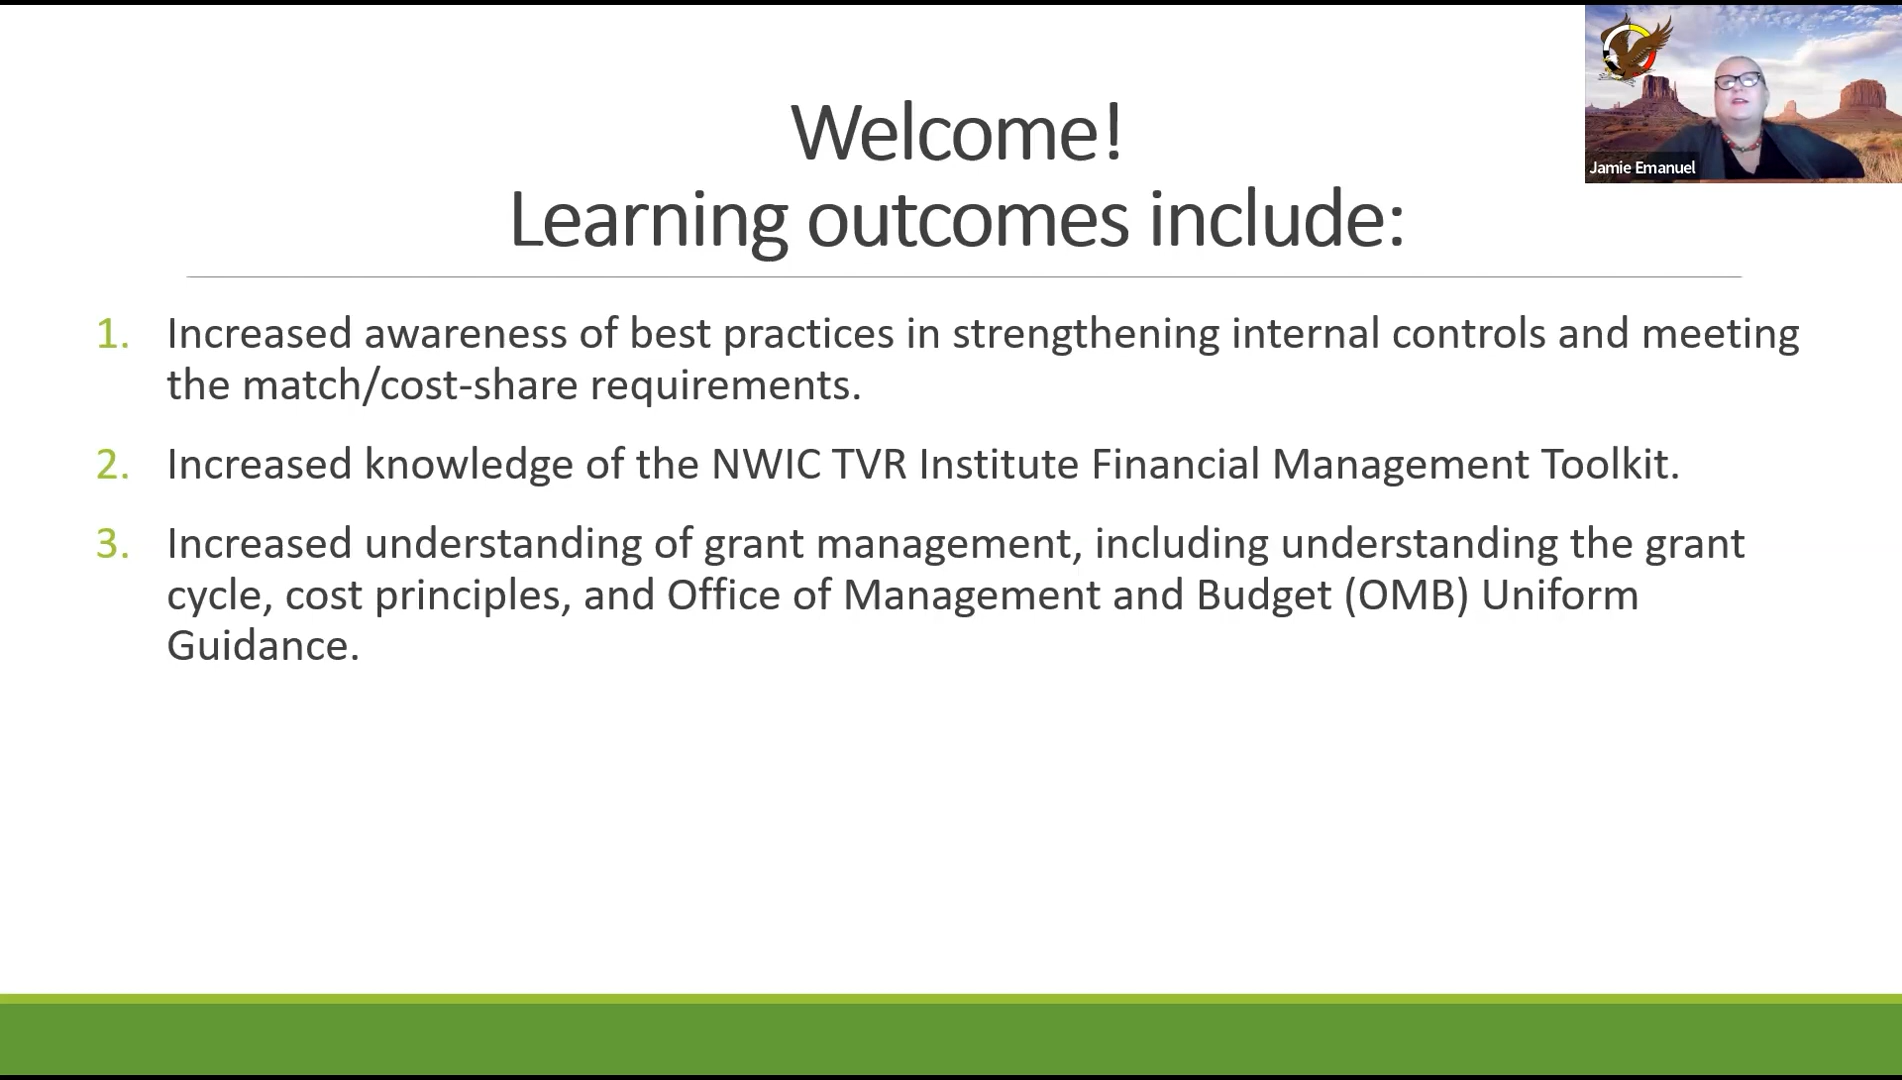 Welcome!
Learning outcomes include:
Jamie Emanuel
1. Increased awareness of best practices in strengthening internal controls and meeting
the match/cost-share requirements.
2. Increased knowledge of the NWIC TVR Institute Financial Management Toolkit.
3. Increased understanding of grant management, including understanding the grant
cycle, cost principles, and Office of Management and Budget (OMB) Uniform
Guidance.